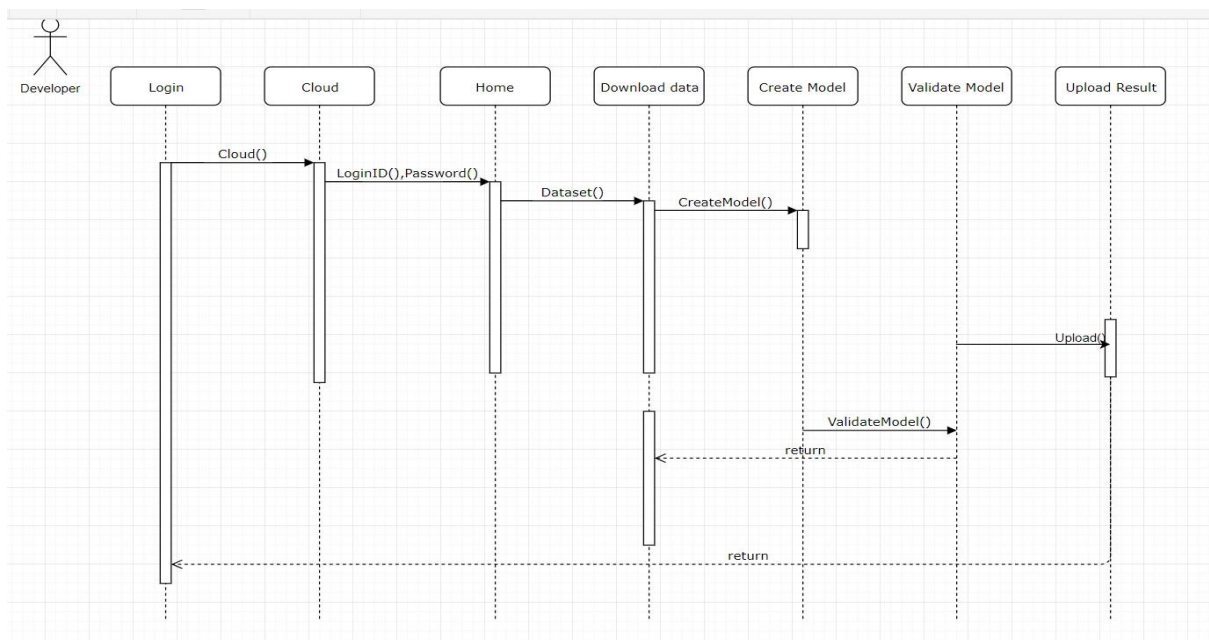 Developer
Login
Cloud
Home
Download data
Create Model
Validate Model
Upload Result
Cloud()
LoginID(),Password()
Dataset()
CreateModel()
Upload()
ValidateModel()
return
return